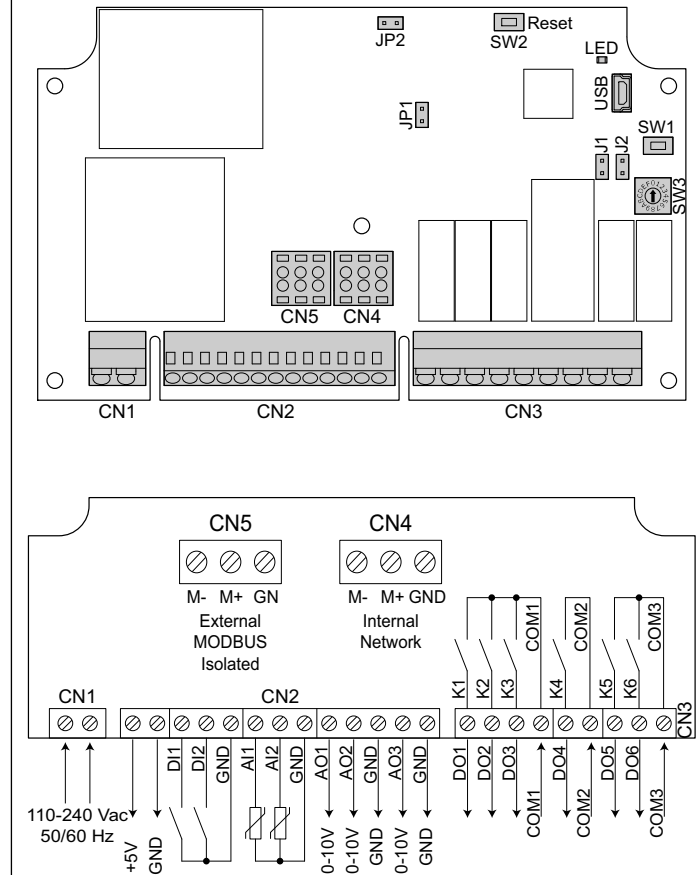 JP2
Reset
SW2
LED
USB
JP1
SW1
J1
J2
ABCDEF0123456789
SW3
CN5
CN4
CN1
CN2
CN3
CN5
CN4
M- M+ GN
M- M+ GND
External
MODBUS
Isolated
Internal
Network
COM1
COM2
COM3
K1
K2
K3
K4
K5
K6
CN1
CN2
CN3
DI1
DI2
GND
AI1
AI2
GND
AO1
AO2
GND
AO3
GND
DO1
DO2
DO3
COM1
DO4
COM2
DO5
DO6
COM3
110-240 Vac
50/60 Hz
+5V
GND
0-10V
0-10V
GND
0-10V
GND